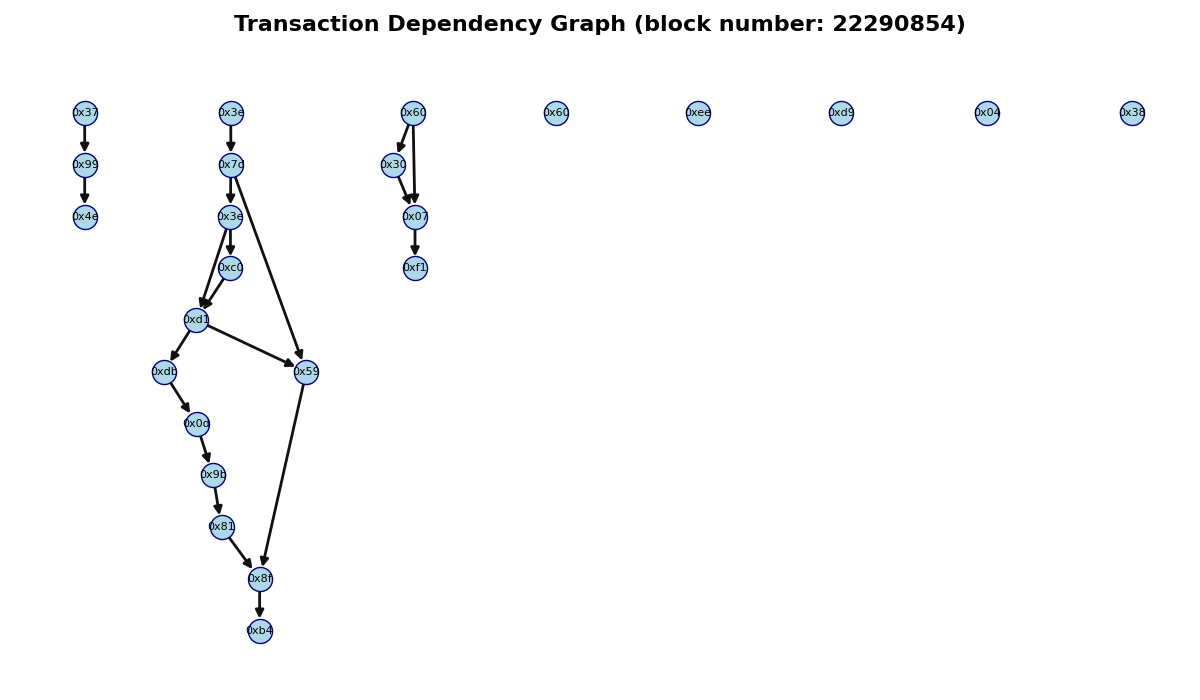 Transaction Dependency Graph (block number: 22290854)
0x37
0x3e
0x60
0x60
0xee
0xd9
0x04
0x38
0x99
0x7d
0x30
0x4e
0x3e
0x07
0xc0
0xf1
0xd1
0xdb
0x59
0x9b
0x81
0x8f
0xb4